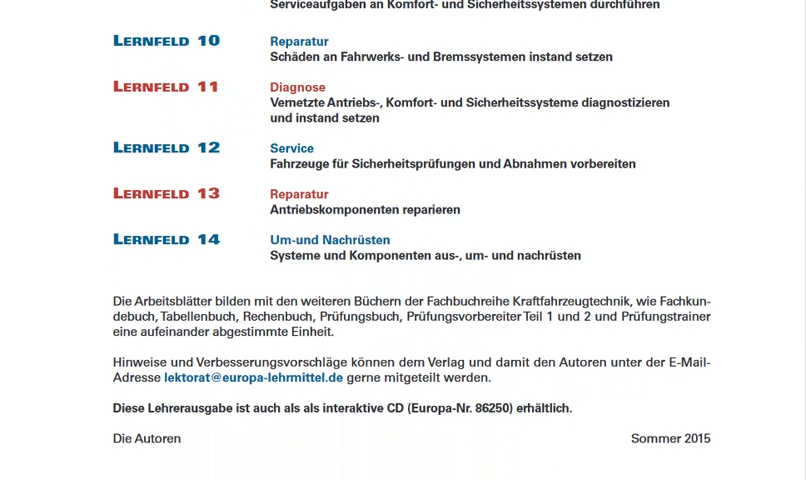 Serviceaufgaben an Komfort- und Sicherheitssystemen durchführen
LERNFELD 10 Reparatur
Schäden an Fahrwerks- und Bremssystemen instand setzen
LERNFELD 11 Diagnose
Vernetzte Antriebs-, Komfort- und Sicherheitssysteme diagnostizieren
und instand setzen
LERNFELD 12 Service
Fahrzeuge für Sicherheitsprüfungen und Abnahmen vorbereiten
LERNFELD 13 Reparatur
Antriebskomponenten reparieren
LERNFELD 14 Um-und Nachrüsten
Systeme und Komponenten aus-, um- und nachrüsten
Die Arbeitsblätter bilden mit den weiteren Büchern der Fachbuchreihe Kraftfahrzeugtechnik, wie Fachkun-
debuch, Tabellenbuch, Rechenbuch, Prüfungsbuch, Prüfungsvorbereiter Teil 1 und 2 und Prüfungstrainer
eine aufeinander abgestimmte Einheit.
Hinweise und Verbesserungsvorschläge können dem Verlag und damit den Autoren unter der E-Mail-
Adresse lektorat@europa-lehrmittel.de gerne mitgeteilt werden.
Diese Lehrerausgabe ist auch als als interaktive CD (Europa-Nr. 86250) erhältlich.
Die Autoren Sommer 2015